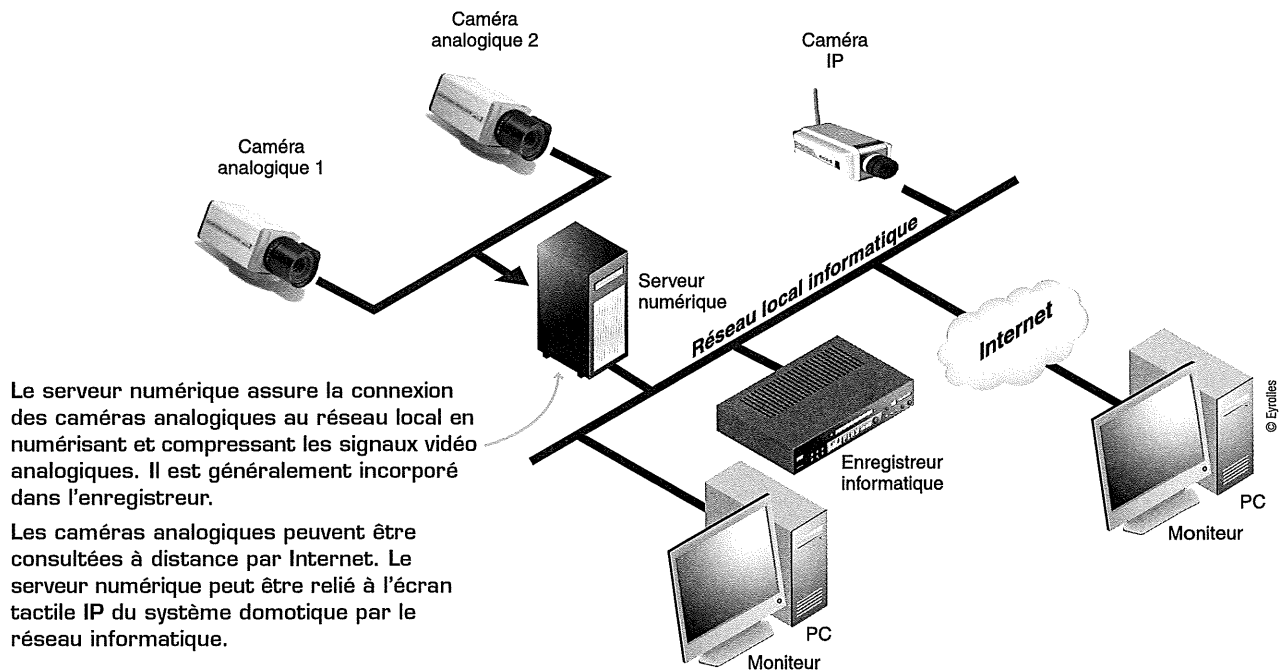 Caméra
analogique 2
Caméra
IP
Caméra
analogique 1
Serveur
numérique
Réseau local informatique
Internet
Le serveur numérique assure la connexion
des caméras analogiques au réseau local en
numérisant et compressant les signaux vidéo
analogiques. Il est généralement incorporé
dans l'enregistreur.
Les caméras analogiques peuvent être
consultées à distance par Internet. Le
serveur numérique peut être relié à l'écran
tactile IP du système domotique par le
réseau informatique.
Enregistreur
informatique
PC
Moniteur
PC
Moniteur
© Eyrolles